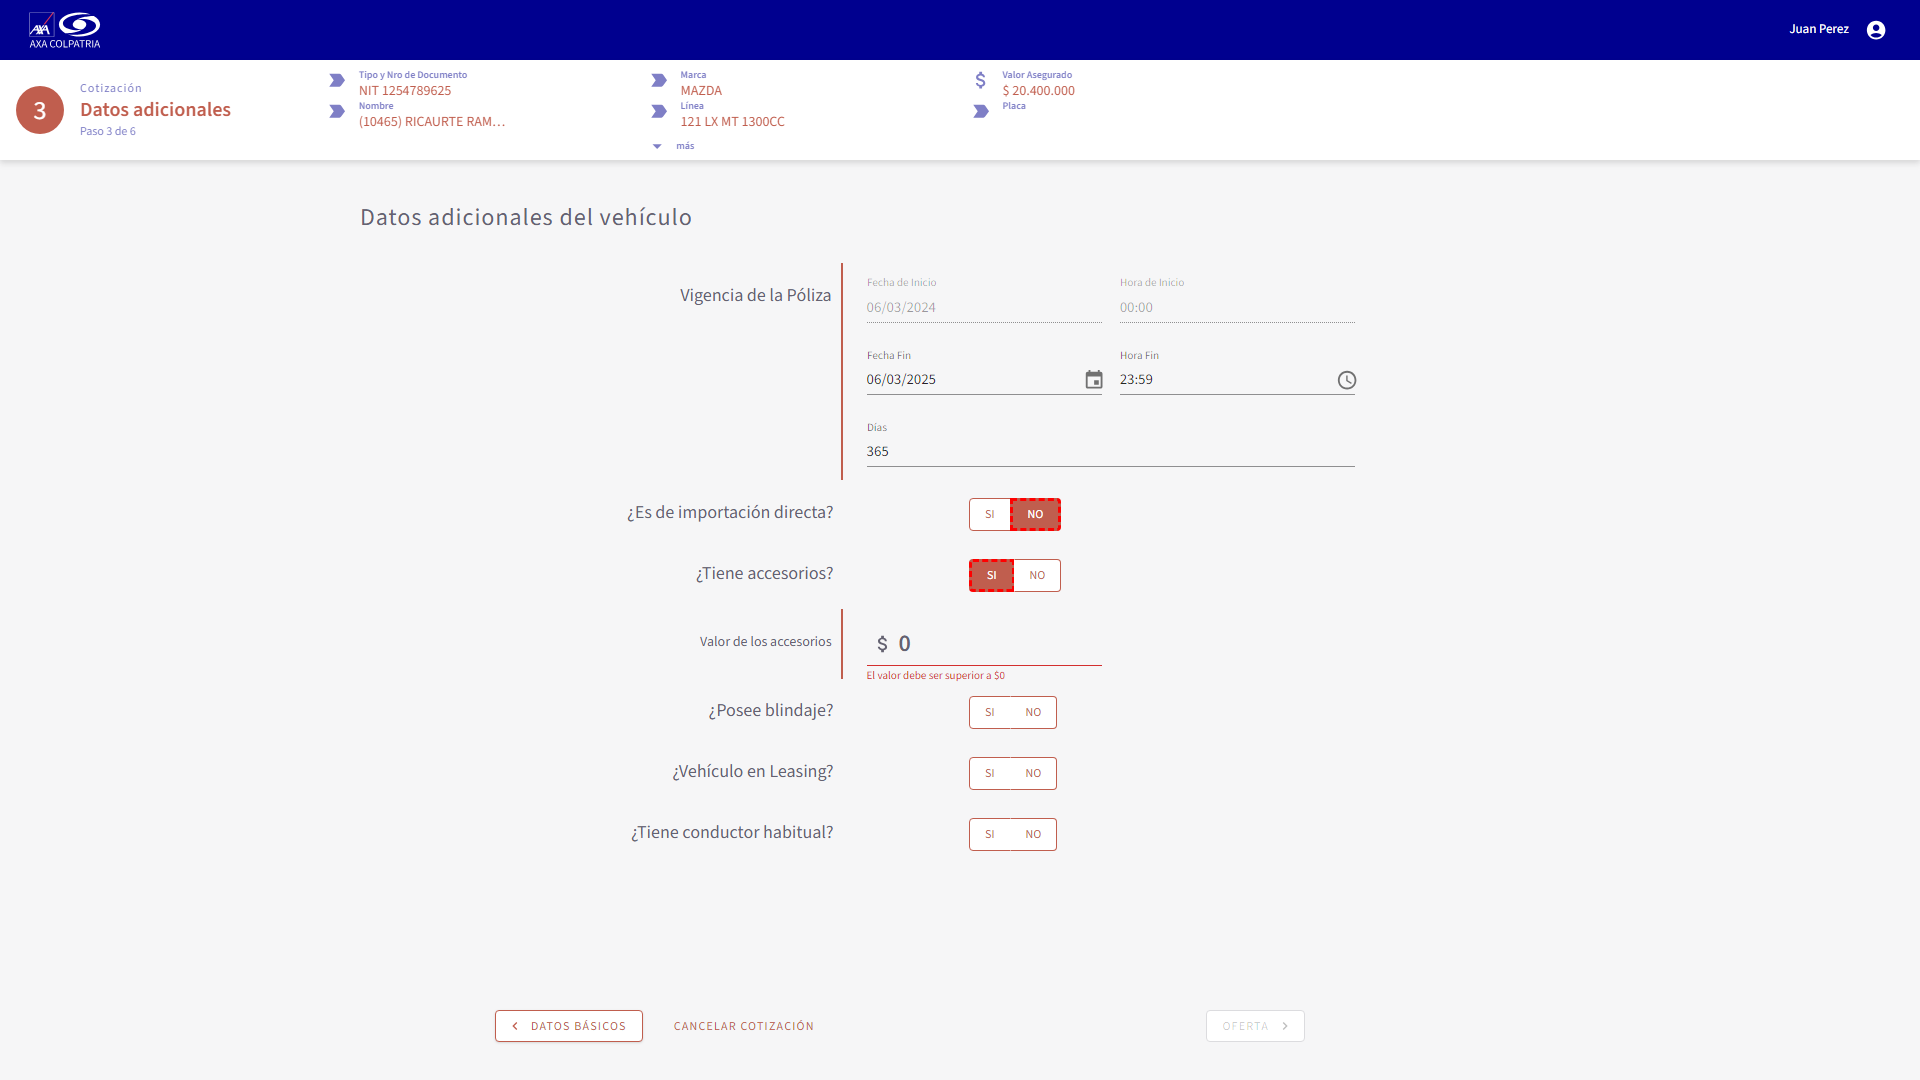 AXA
AXA COLPATRIA
Juan Perez
3
Cotización
Datos adicionales
Paso 3 de 6
Tipo y Nro de Documento
NIT 1254789625
Nombre
(10465) RICAURTE RAM...
Marca
MAZDA
Línea
121 LX MT 1300CC
más
Valor Asegurado
$ 20.400.000
Placa
Datos adicionales del vehículo
Vigencia de la Póliza
Fecha de Inicio
06/03/2024
Hora de Inicio
00:00
Fecha Fin
06/03/2025
Hora Fin
23:59
Días
365
¿Es de importación directa?
SI NO
¿Tiene accesorios?
SI NO
Valor de los accesorios
$ 0
El valor debe ser superior a $0
¿Posee blindaje?
SI NO
¿Vehículo en Leasing?
SI NO
¿Tiene conductor habitual?
SI NO
DATOS BÁSICOS
CANCELAR COTIZACIÓN
OFERTA